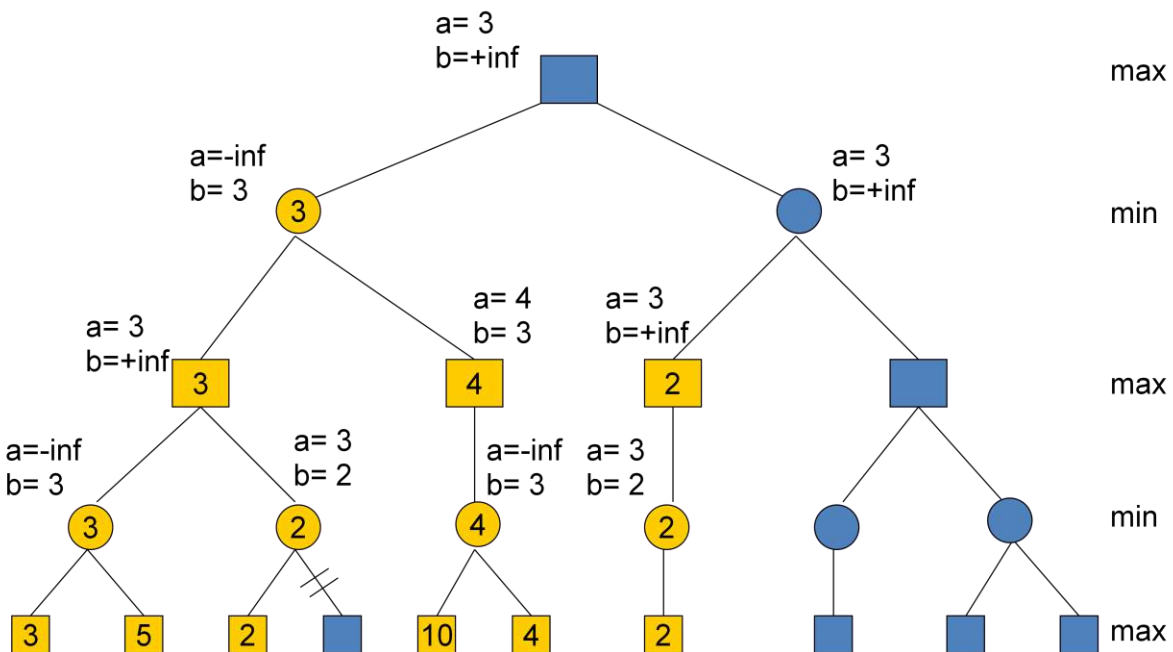 a= 3
b=+inf
max
a=-inf
b= 3
3
a= 3
b=+inf
min
a= 3
b=+inf
3
a= 4
b= 3
4
a= 3
b=+inf
2
max
a=-inf
b= 3
3
a= 3
b= 2
2
a=-inf
b= 3
4
a= 3
b= 2
2
min
3
5
2
10
4
2
max